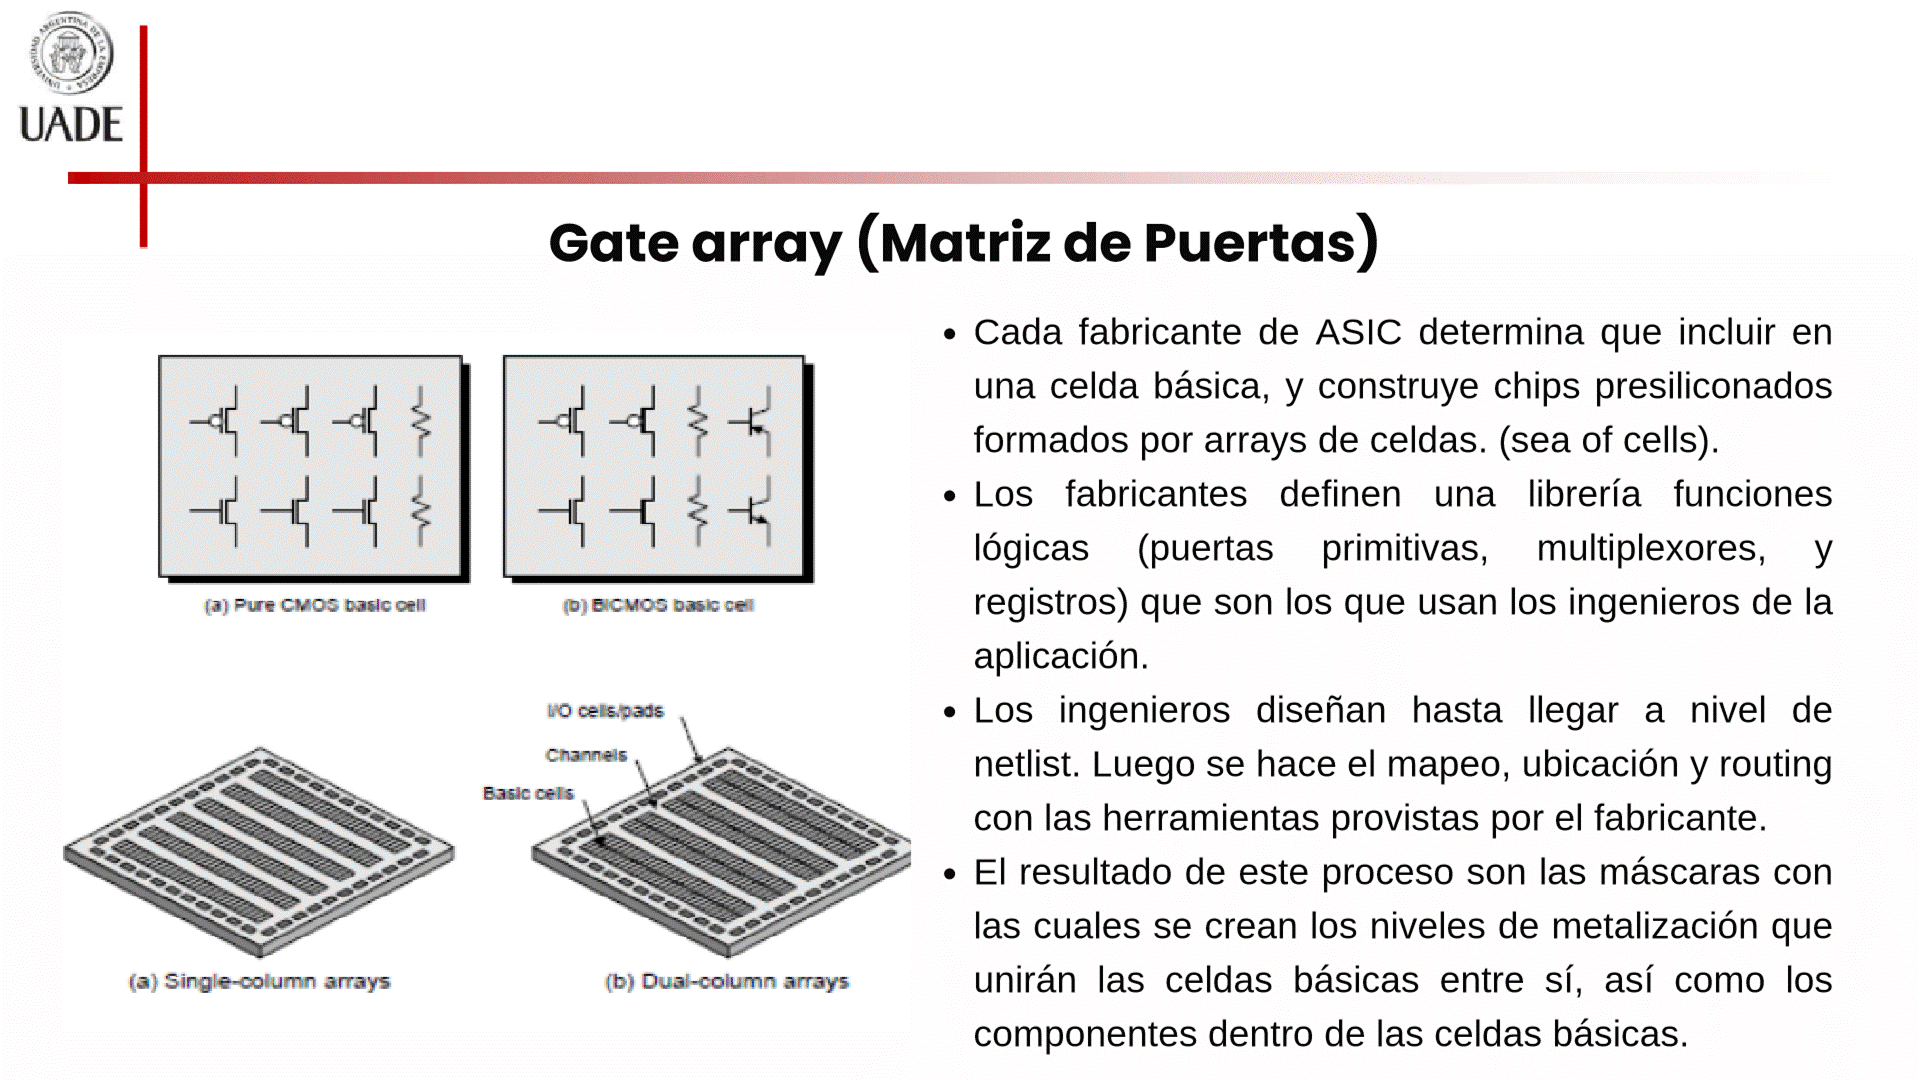 UADE
Gate array (Matriz de Puertas)
(a) Pure CMOS basic cell
(b) BiCMOS basic cell
I/O cells/pads
Channels
Basic cells
(a) Single-column arrays
(b) Dual-column arrays
• Cada fabricante de ASIC determina que incluir en
una celda básica, y construye chips presiliconados
formados por arrays de celdas. (sea of cells).
• Los fabricantes definen una librería funciones
lógicas (puertas primitivas, multiplexores, y
registros) que son los que usan los ingenieros de la
aplicación.
• Los ingenieros diseñan hasta llegar a nivel de
netlist. Luego se hace el mapeo, ubicación y routing
con las herramientas provistas por el fabricante.
• El resultado de este proceso son las máscaras con
las cuales se crean los niveles de metalización que
unirán las celdas básicas entre sí, así como los
componentes dentro de las celdas básicas.